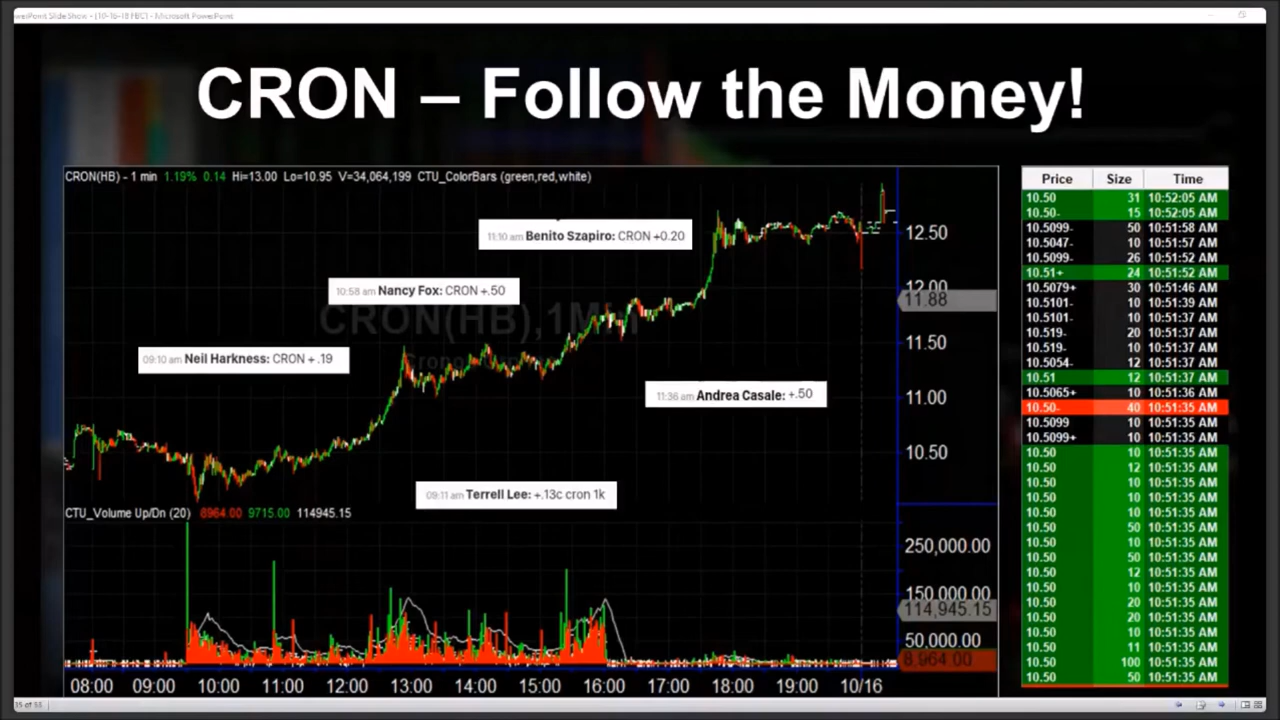 PowerPoint Slide Show - [10-16-18 FEC] - Microsoft PowerPoint
CRON – Follow the Money!
CRON(HB) - 1 min 1.19% 0.14 Hi=13.00 Lo=10.95 V=34,064,199 CTU_ColorBars (green,red,white)
11:10 am Benito Szapiro: CRON +0.20
12.50
10:58 am Nancy Fox: CRON +.50
12.00
11.88
CRON(HB),1Min
11.50
09:10 am Neil Harkness: CRON + .19
11:36 am Andrea Casale: +.50
11.00
10.50
09:11 am Terrell Lee: +.13c cron 1k
CTU_Volume Up/Dn (20) 8964.00 9715.00 114945.15
250,000.00
150,000.00
114,945.15
50,000.00
8,964.00
08:00 09:00 10:00 11:00 12:00 13:00 14:00 15:00 16:00 17:00 18:00 19:00 10/16
Price Size Time
10.50 31 10:52:05 AM
10.50- 15 10:52:05 AM
10.5099- 50 10:51:58 AM
10.5047- 10 10:51:57 AM
10.5099- 26 10:51:52 AM
10.51+ 24 10:51:52 AM
10.5079+ 30 10:51:46 AM
10.5101- 10 10:51:39 AM
10.5101- 10 10:51:37 AM
10.519- 20 10:51:37 AM
10.519- 10 10:51:37 AM
10.5054- 12 10:51:37 AM
10.51 12 10:51:37 AM
10.5065+ 10 10:51:36 AM
10.50- 40 10:51:35 AM
10.5099 10 10:51:35 AM
10.5099+ 10 10:51:35 AM
10.50 10 10:51:35 AM
10.50 12 10:51:35 AM
10.50 10 10:51:35 AM
10.50 10 10:51:35 AM
10.50 10 10:51:35 AM
10.50 50 10:51:35 AM
10.50 10 10:51:35 AM
10.50 50 10:51:35 AM
10.50 12 10:51:35 AM
10.50 10 10:51:35 AM
10.50 20 10:51:35 AM
10.50 20 10:51:35 AM
10.50 10 10:51:35 AM
10.50 11 10:51:35 AM
10.50 100 10:51:35 AM
10.50 50 10:51:35 AM